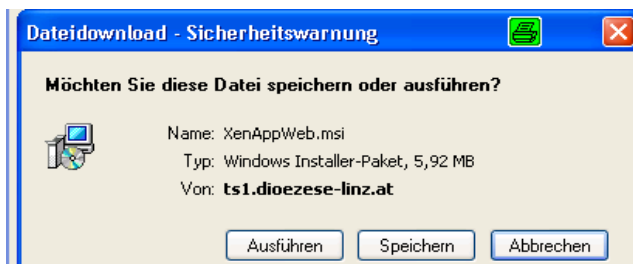 Dateidownload - Sicherheitswarnung
Möchten Sie diese Datei speichern oder ausführen?
Name: XenAppWeb.msi
Typ: Windows Installer-Paket, 5,92 MB
Von: ts1.dioezese-linz.at
Ausführen Speichern Abbrechen